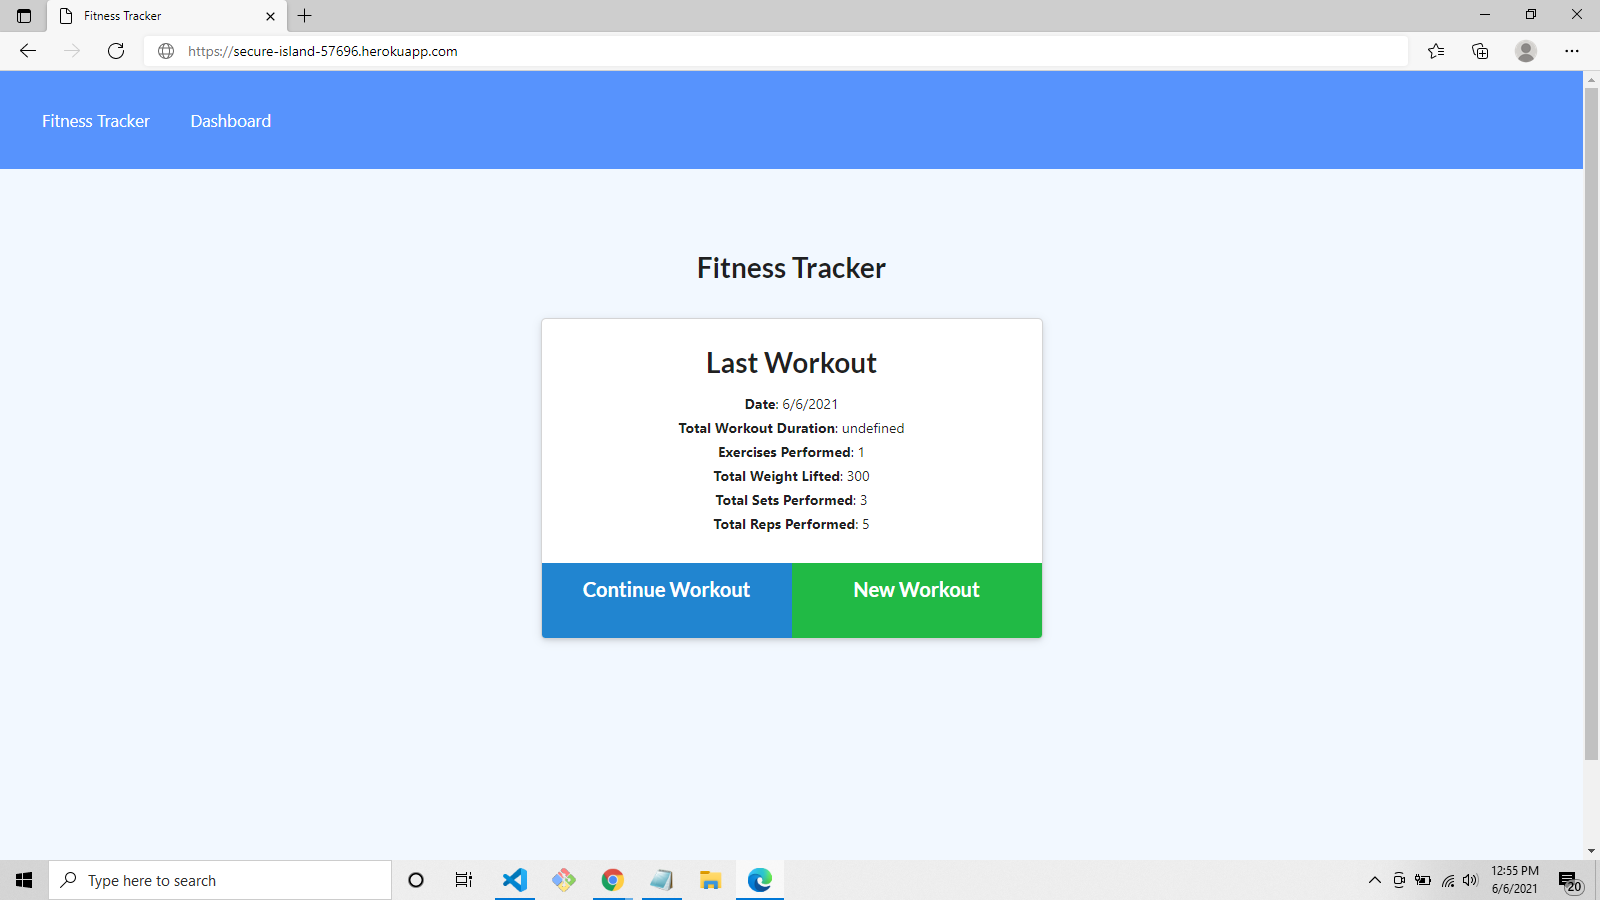 Fitness Tracker
https://secure-island-57696.herokuapp.com
Fitness Tracker Dashboard
Fitness Tracker
Last Workout
Date: 6/6/2021
Total Workout Duration: undefined
Exercises Performed: 1
Total Weight Lifted: 300
Total Sets Performed: 3
Total Reps Performed: 5
Continue Workout New Workout
Type here to search
12:55 PM
6/6/2021
20